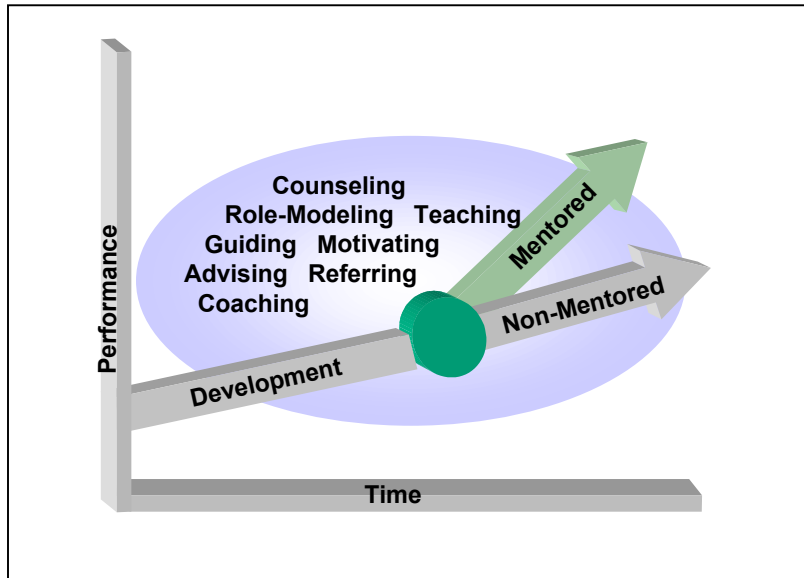 Counseling
Role-Modeling Teaching
Guiding Motivating
Advising Referring
Coaching
Mentored
Non-Mentored
Development
Performance
Time